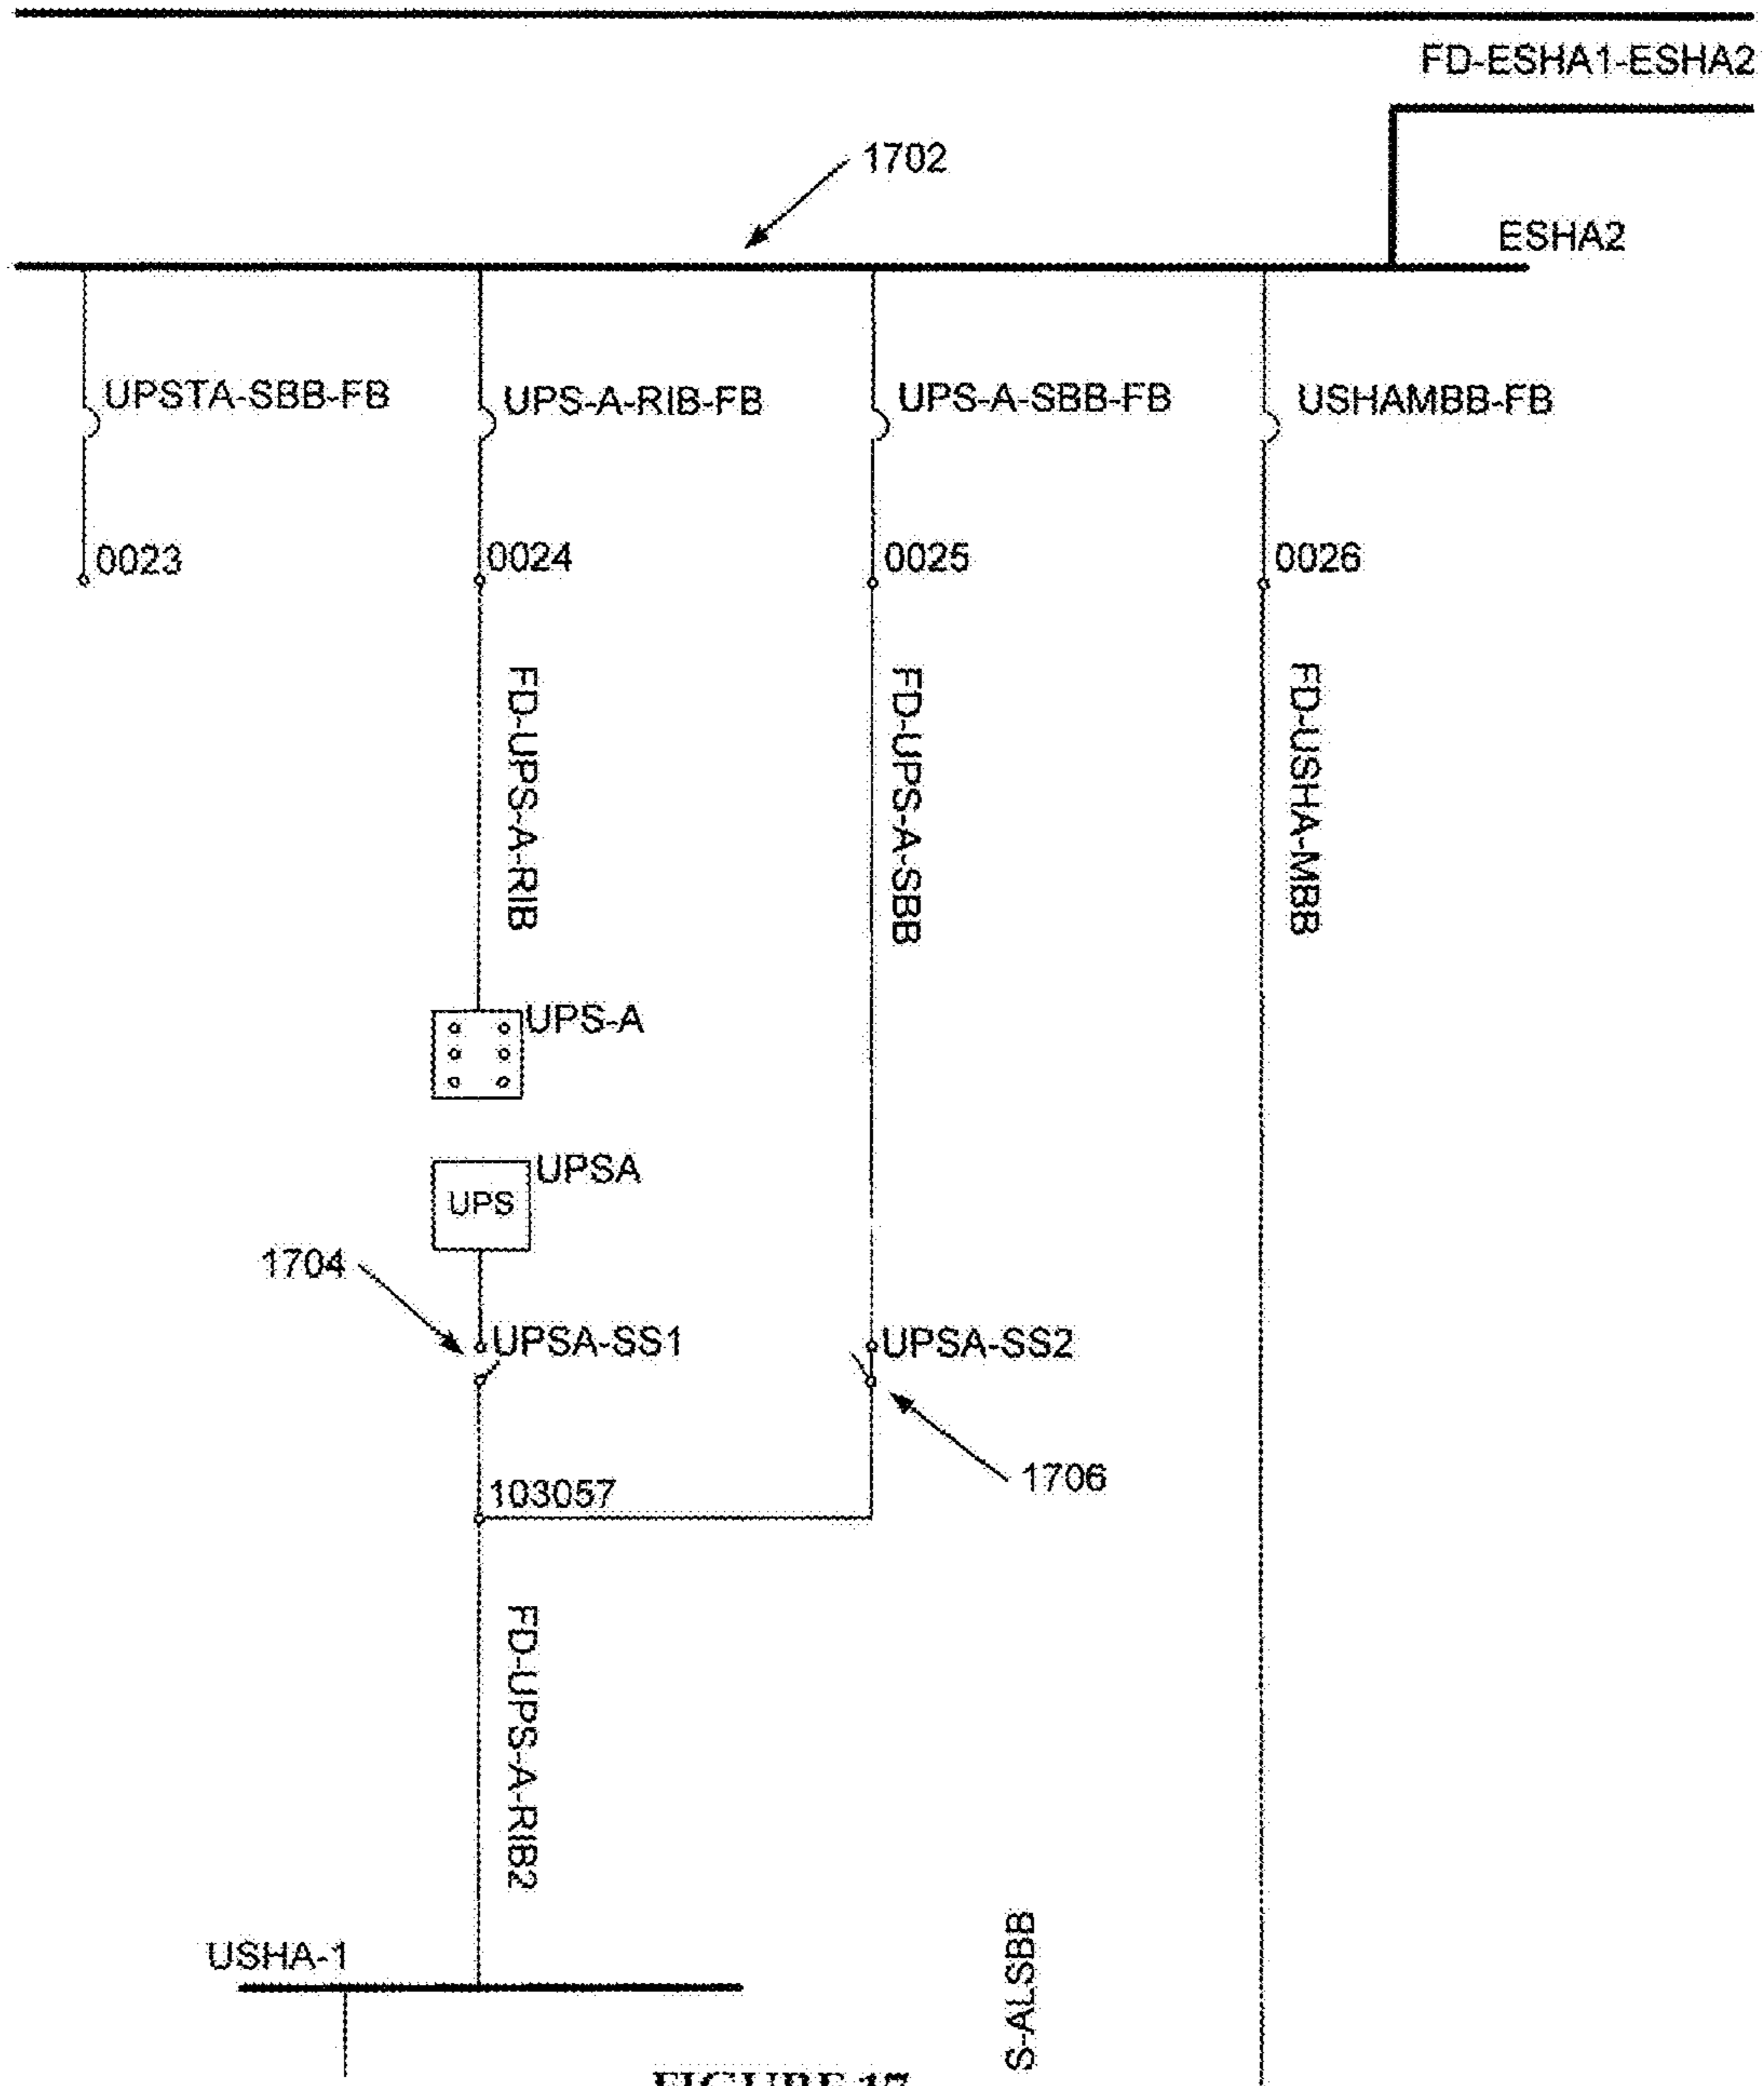 FD-ESHA1-ESHA2
1702
ESHA2
UPSTA-SBB-FB
UPS-A-RIB-FB
UPS-A-SBB-FB
USHAMBB-FB
0023
0024
0025
0026
FD-UPS-A-RIB
FD-UPS-A-SBB
FD-USHA-MBB
UPS-A
UPSA
UPS
1704
UPSA-SS1
UPSA-SS2
1706
103057
FD-UPS-A-RIB2
USHA-1
S-ALSBB
FIGURE 17